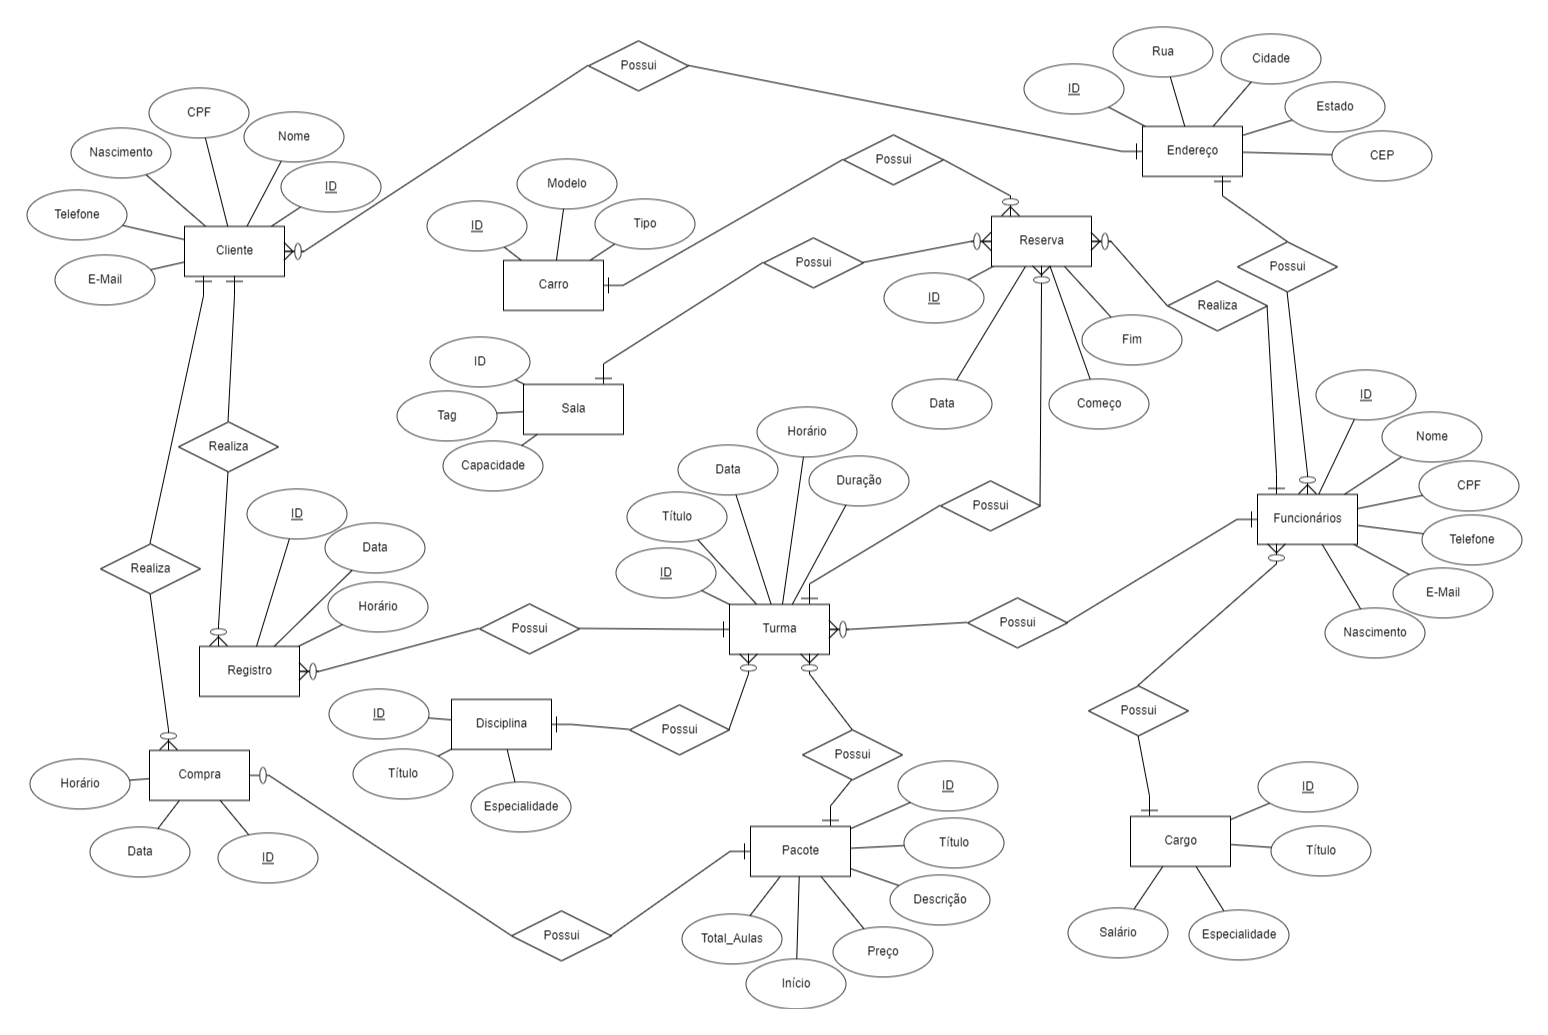 Rua
Cidade
Possui
ID
Estado
CPF
Nome
Endereço
CEP
Nascimento
Possui
Modelo
ID
Telefone
ID
Tipo
Reserva
Cliente
Possui
Possui
E-Mail
Carro
ID
Realiza
Fim
ID
ID
Data
Começo
Sala
Tag
Horário
Nome
Realiza
Capacidade
Data
Duração
CPF
ID
Título
Possui
Funcionários
Telefone
Data
Realiza
ID
E-Mail
Horário
Possui
Turma
Possui
Nascimento
Registro
ID
Disciplina
Possui
Possui
Possui
Compra
Horário
Título
ID
ID
Especialidade
Data
ID
Pacote
Título
Cargo
Título
Descrição
Possui
Total_Aulas
Preço
Salário
Especialidade
Início